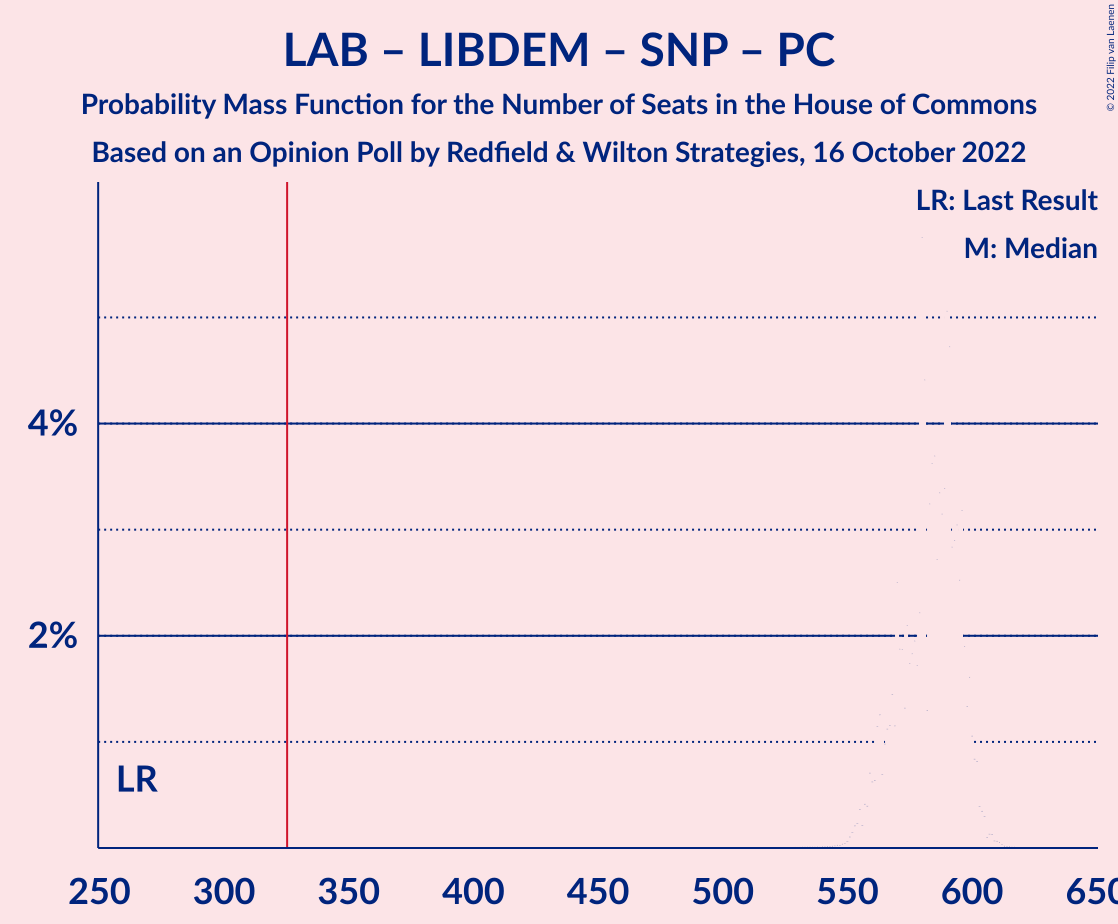 LAB – LIBDEM – SNP – PC
Probability Mass Function for the Number of Seats in the House of Commons
Based on an Opinion Poll by Redfield & Wilton Strategies, 16 October 2022
© 2022 Filip van Laenen
LR: Last Result
M: Median
4%
2%
LR
250 300 350 400 450 500 550 600 650